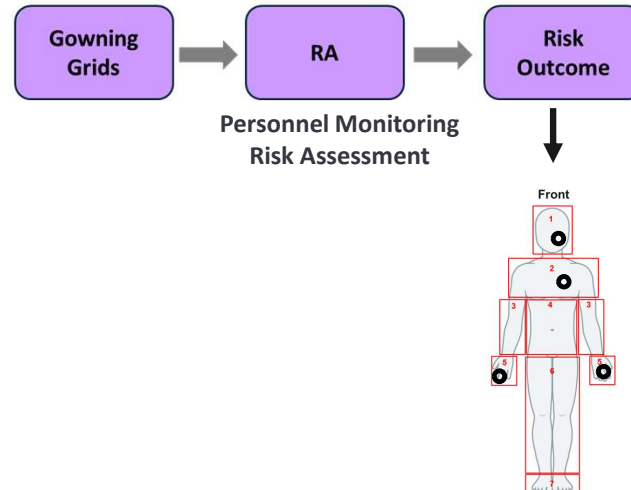 Gowning
Grids
RA
Risk
Outcome
Personnel Monitoring
Risk Assessment
Front
1
2
3
4
3
5
5
6
7